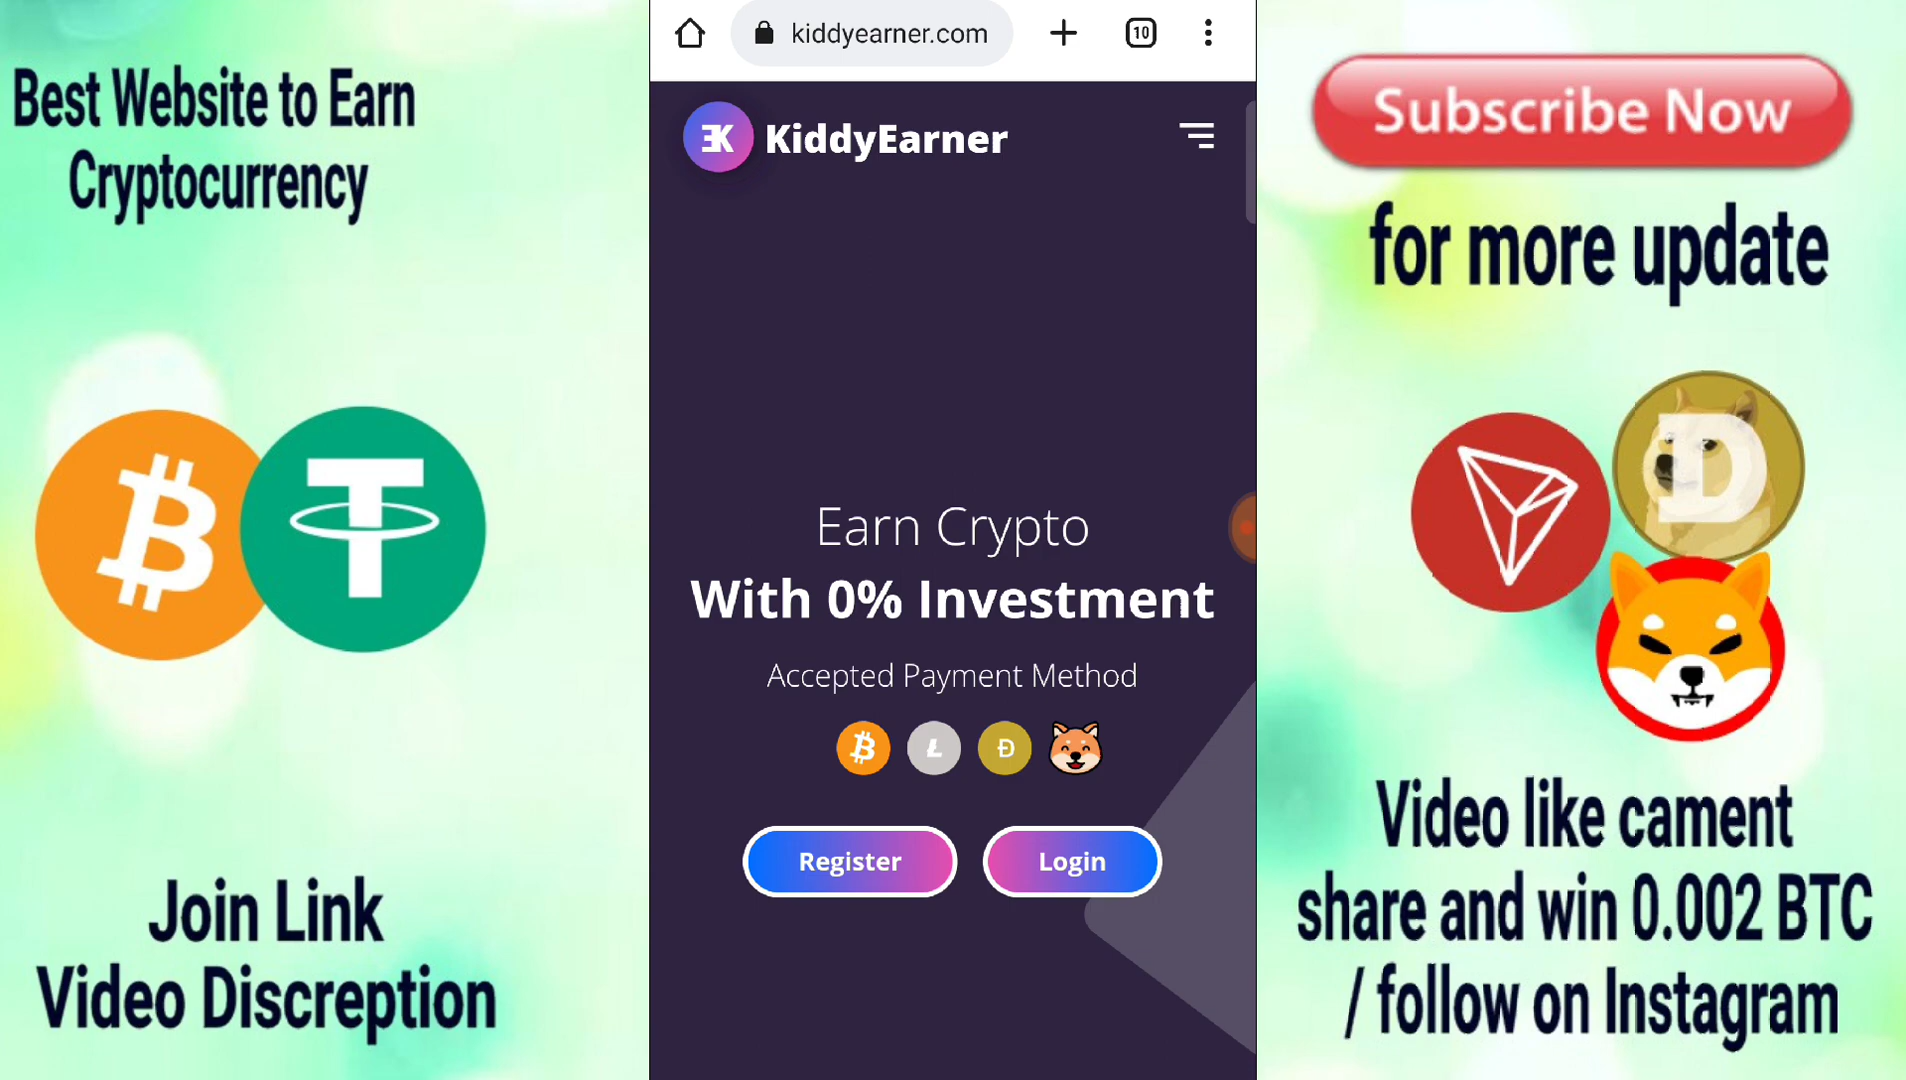 Best Website to Earn
Cryptocurrency
Join Link
Video Discreption
kiddyearner.com
10
KiddyEarner
Earn Crypto
With 0% Investment
Accepted Payment Method
Register
Login
Subscribe Now
for more update
D
Video like cament
share and win 0.002 BTC
/ follow on Instagram